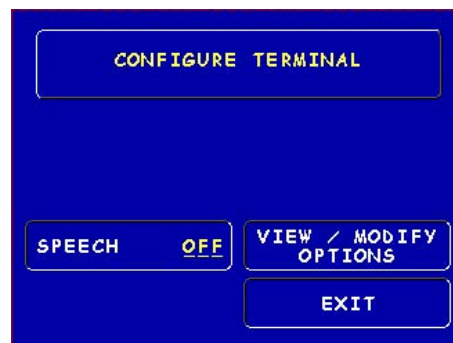 CONFIGURE TERMINAL
SPEECH OFF
VIEW / MODIFY
OPTIONS
EXIT